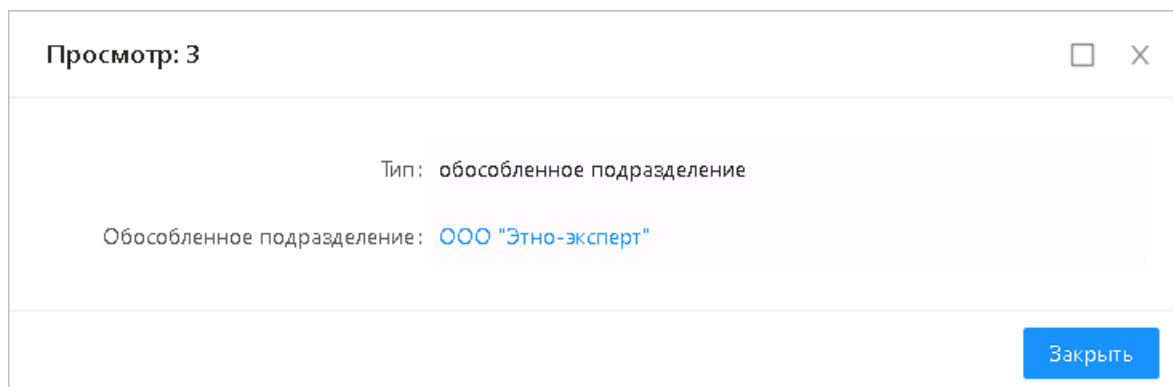 Просмотр: 3
Тип: обособленное подразделение
Обособленное подразделение: ООО "Этно-эксперт"
Закрыть